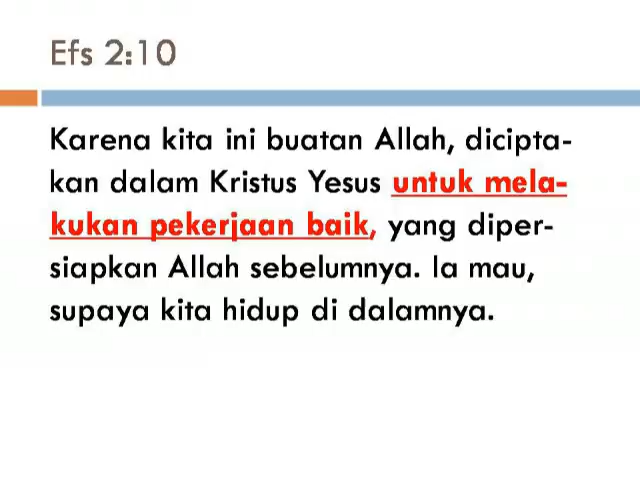 Efs 2:10
Karena kita ini buatan Allah, dicipta-
kan dalam Kristus Yesus untuk mela-
kukan pekerjaan baik, yang diper-
siapkan Allah sebelumnya. Ia mau,
supaya kita hidup di dalamnya.